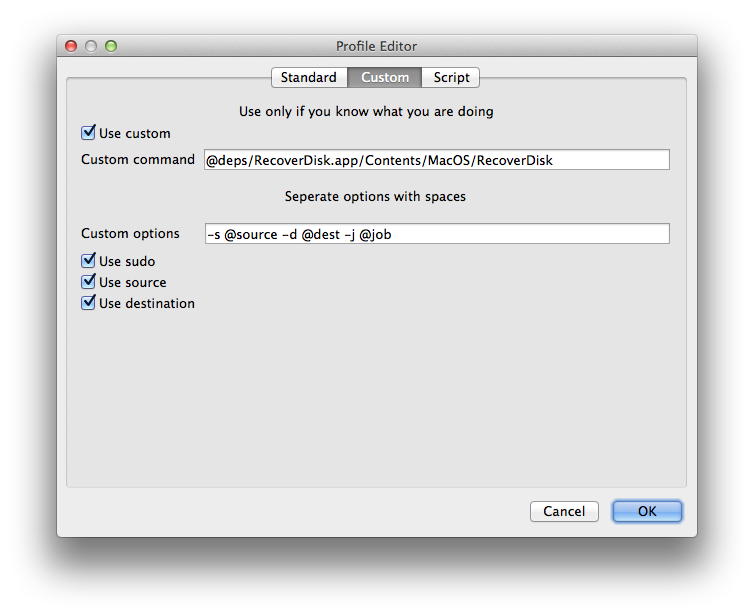 Profile Editor
Standard Custom Script
Use only if you know what you are doing
Use custom
Custom command @deps/RecoverDisk.app/Contents/MacOS/RecoverDisk
Seperate options with spaces
Custom options -s @source -d @dest -j @job
Use sudo
Use source
Use destination
Cancel OK